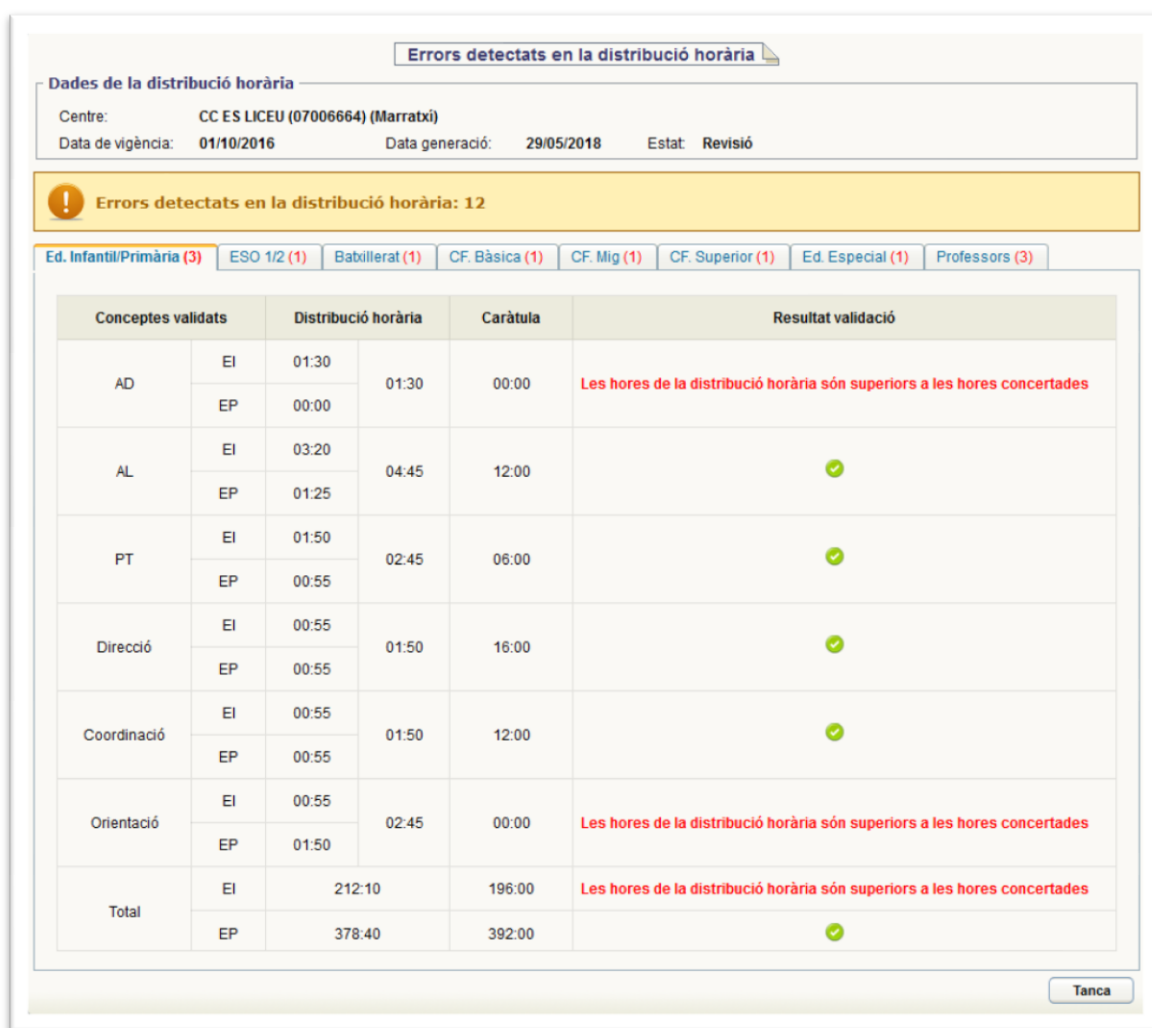 Errors detectats en la distribució horària
Dades de la distribució horària
Centre: CC ES LICEU (07006664) (Marratxí)
Data de vigència: 01/10/2016 Data generació: 29/05/2018 Estat: Revisió
Errors detectats en la distribució horària: 12
Ed. Infantil/Primària (3) ESO 1/2 (1) Batxillerat (1) CF. Bàsica (1) CF. Mig (1) CF. Superior (1) Ed. Especial (1) Professors (3)
Conceptes validats Distribució horària Caràtula Resultat validació
AD EI 01:30 01:30 00:00 Les hores de la distribució horària són superiors a les hores concertades
EP 00:00
AL EI 03:20 04:45 12:00
EP 01:25
PT EI 01:50 02:45 06:00
EP 00:55
Direcció EI 00:55 01:50 16:00
EP 00:55
Coordinació EI 00:55 01:50 12:00
EP 00:55
Orientació EI 00:55 02:45 00:00 Les hores de la distribució horària són superiors a les hores concertades
EP 01:50
Total EI 212:10 196:00 Les hores de la distribució horària són superiors a les hores concertades
EP 378:40 392:00
Tanca